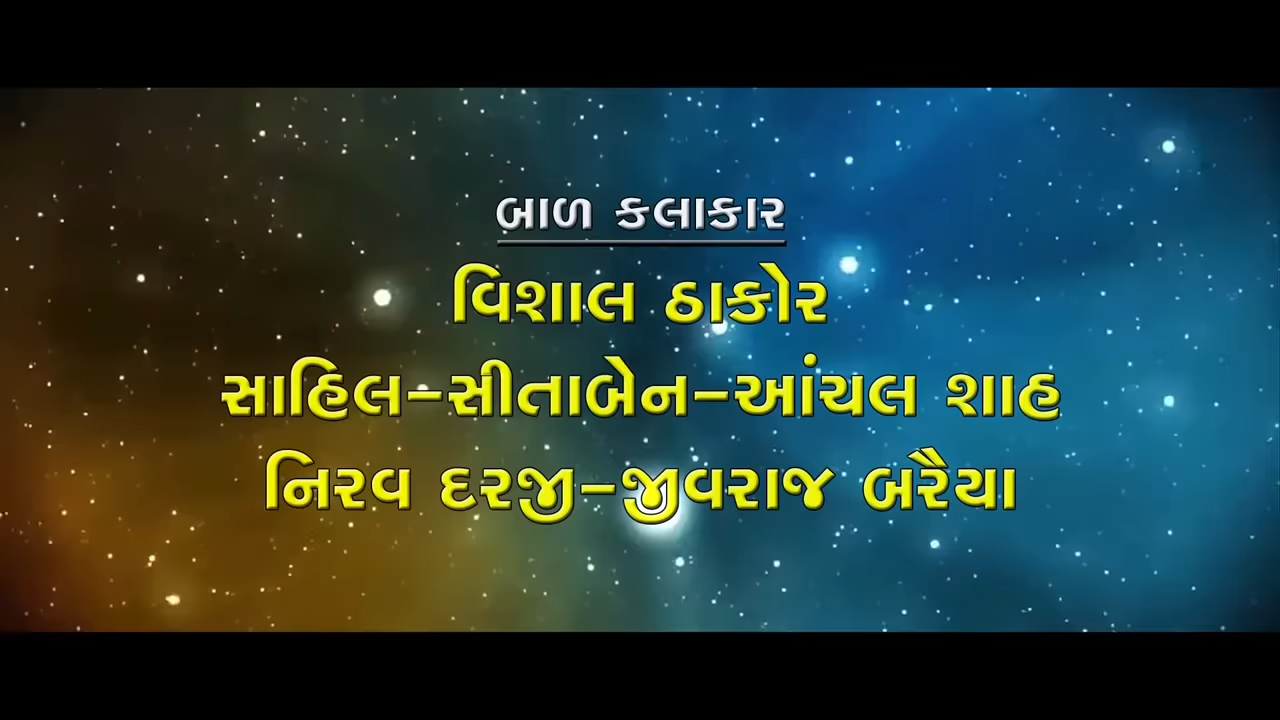 બાળ કલાકાર
વિશાલ ઠાકોર
સાહિલ-સીતાબેન-આંચલ શાહ
નિરવ દરજી-જીવરાજ બરૈયા